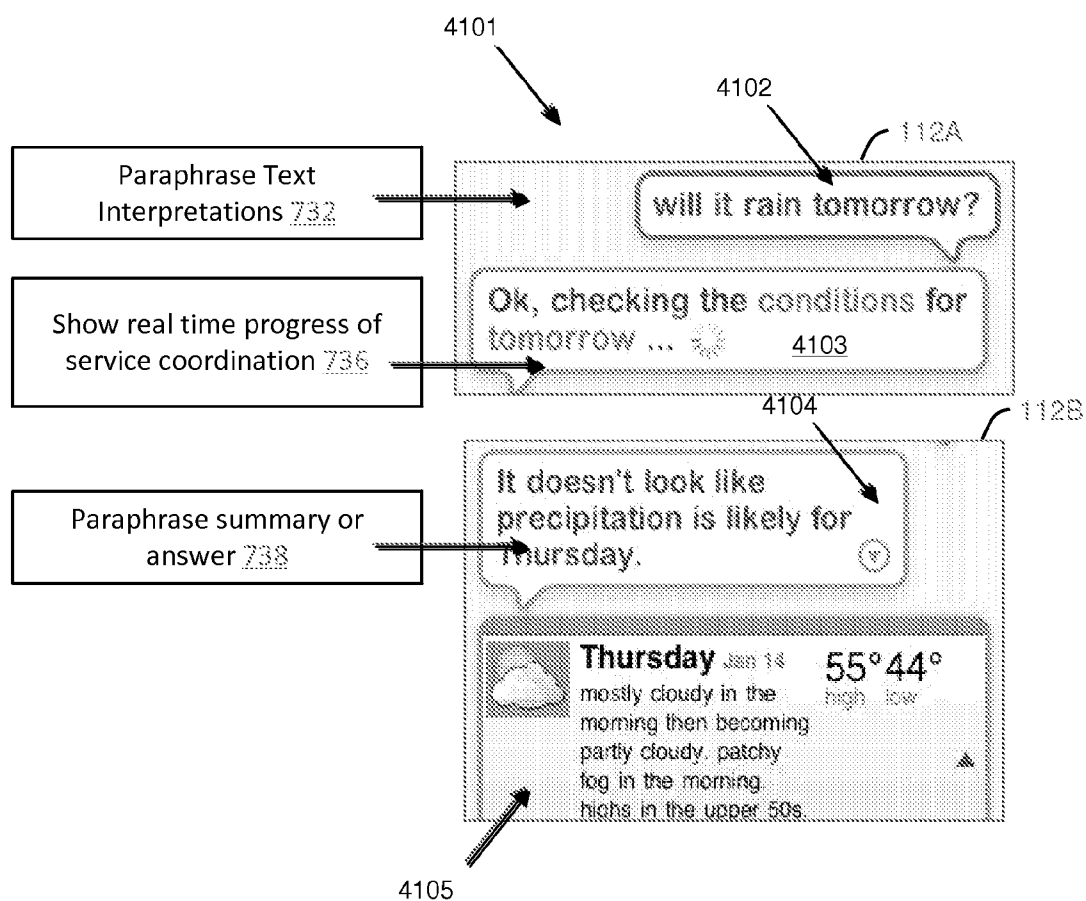 4101
4102
112A
Paraphrase Text
Interpretations 732
will it rain tomorrow?
Show real time progress of
service coordination 736
Ok, checking the conditions for
tomorrow ...
4103
4104
112B
Paraphrase summary or
answer 738
It doesn't look like
precipitation is likely for
Thursday.
Thursday Jan 14
55° 44°
high low
mostly cloudy in the
morning then becoming
partly cloudy. patchy
fog in the morning.
highs in the upper 50s.
4105